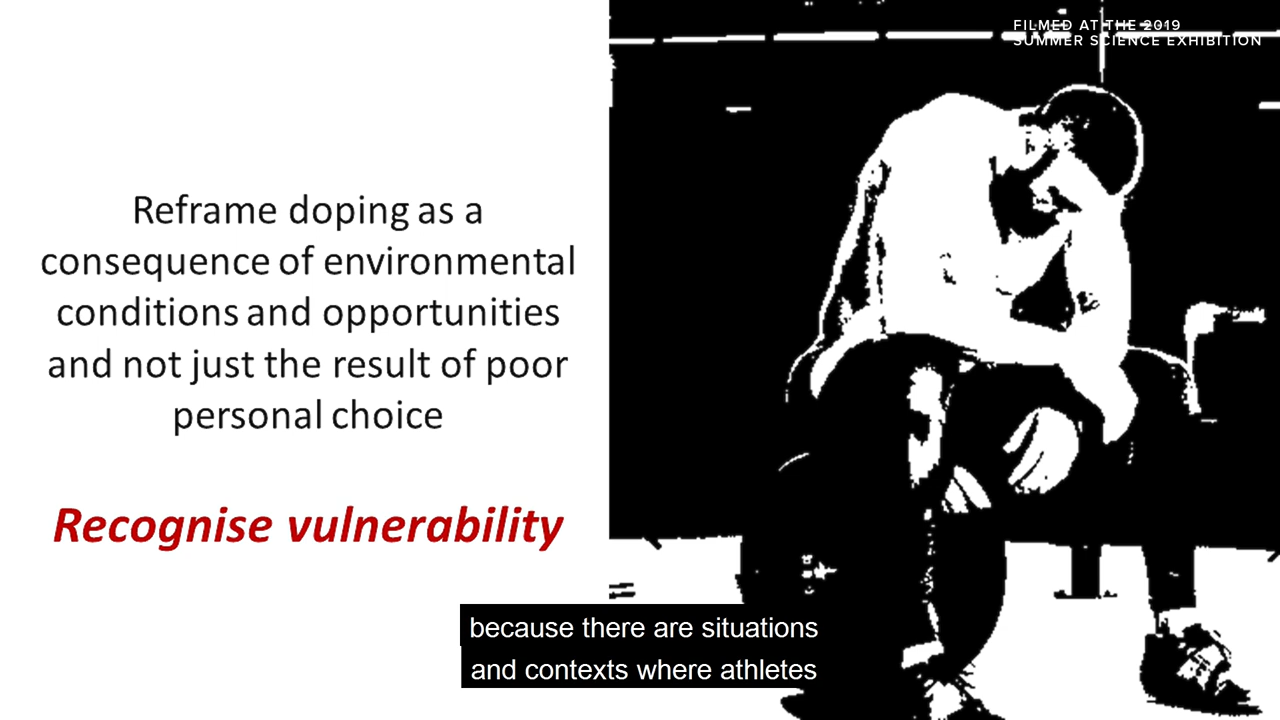 FILMED AT THE 2019
SUMMER SCIENCE EXHIBITION
Reframe doping as a
consequence of environmental
conditions and opportunities
and not just the result of poor
personal choice
Recognise vulnerability
because there are situations
and contexts where athletes